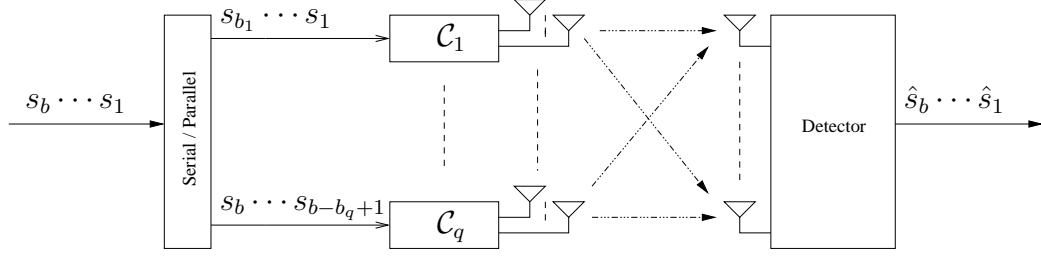 s_{b_1} ⋯ s_1
𝒞_1
s_b ⋯ s_1
Serial / Parallel
Detector
ŝ_b ⋯ ŝ_1
s_b ⋯ s_{b-b_q+1}
𝒞_q